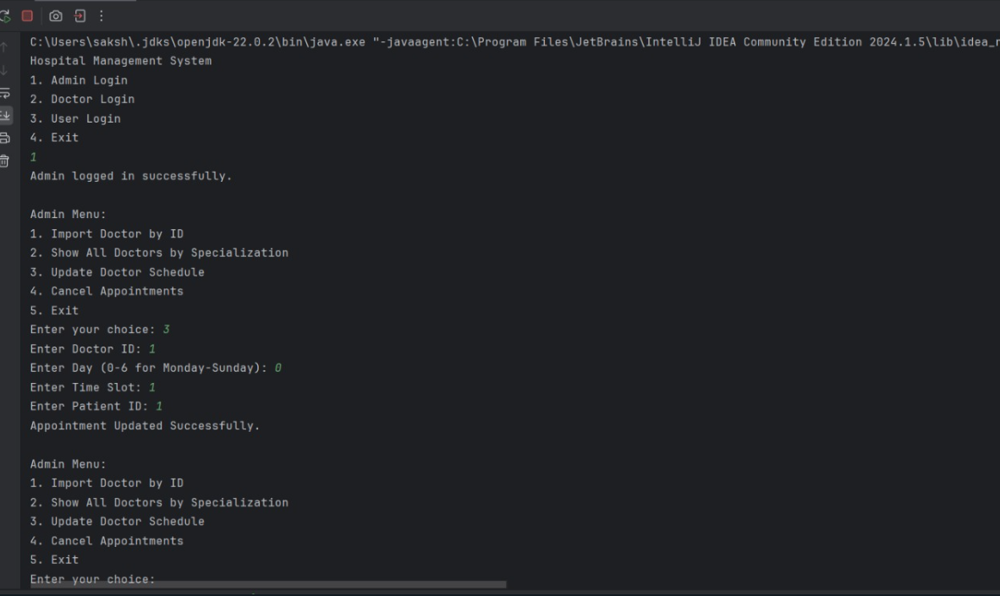 C:\Users\saksh\.jdks\openjdk-22.0.2\bin\java.exe "-javaagent:C:\Program Files\JetBrains\IntelliJ IDEA Community Edition 2024.1.5\lib\idea_r
Hospital Management System
1. Admin Login
2. Doctor Login
3. User Login
4. Exit
1
Admin logged in successfully.
Admin Menu:
1. Import Doctor by ID
2. Show All Doctors by Specialization
3. Update Doctor Schedule
4. Cancel Appointments
5. Exit
Enter your choice: 3
Enter Doctor ID: 1
Enter Day (0-6 for Monday-Sunday): 0
Enter Time Slot: 1
Enter Patient ID: 1
Appointment Updated Successfully.
Admin Menu:
1. Import Doctor by ID
2. Show All Doctors by Specialization
3. Update Doctor Schedule
4. Cancel Appointments
5. Exit
Enter your choice: